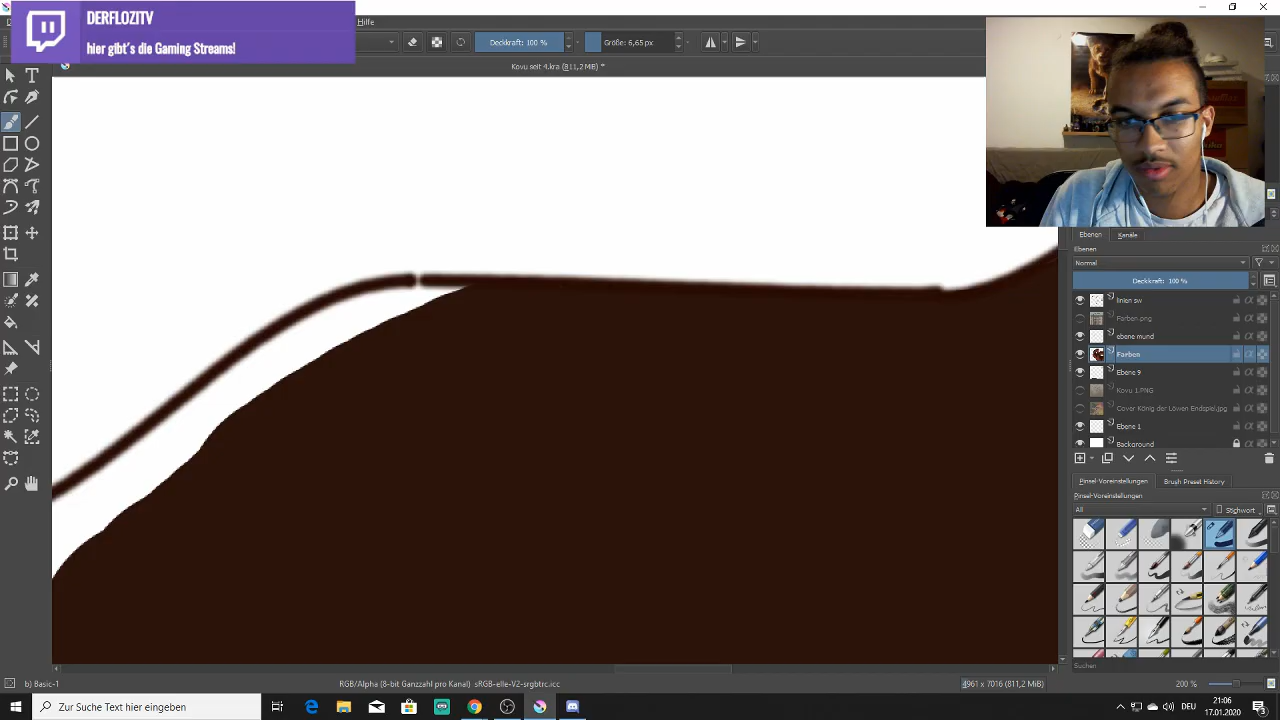 DERFLOZITV
hier gibt´s die Gaming Streams!
Hilfe
Deckkraft: 100 %
Größe: 6,65 px
Kovu seit 4.kra (811,2 MiB) *
Ebenen
Kanäle
Ebenen
Normal
Deckkraft: 100 %
linien sw
Farben.png
ebene mund
Farben
Ebene 9
Kovu 1.PNG
Cover König der Löwen Endspiel.jpg
Ebene 1
Background
Pinsel-Voreinstellungen
Brush Preset History
Pinsel-Voreinstellungen
All
Stichwort
Suchen
b) Basic-1
RGB/Alpha (8-bit Ganzzahl pro Kanal) sRGB-elle-V2-srgbtrc.icc
4961 x 7016 (811,2 MiB)
200 %
Zur Suche Text hier eingeben
DEU
21:06
17.01.2020